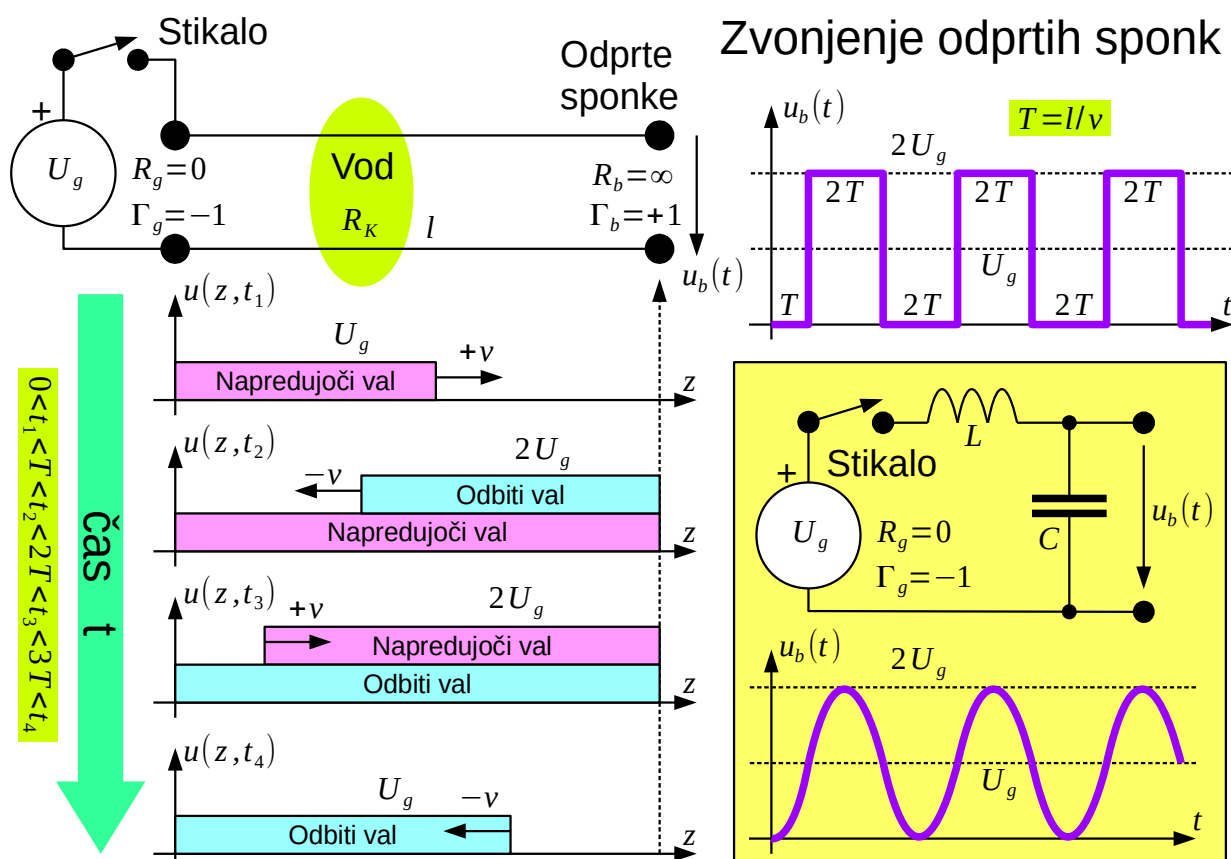 Zvonjenje odprtih sponk
Stikalo
Odprte
sponke
+
U_g
R_g=0
Γ_g=−1
Vod
R_K
l
R_b=∞
Γ_b=+1
u_b(t)
u_b(t)
T=l/v
2U_g
2T
2T
2T
U_g
T
2T
2T
t
čas t
0<t_1<T<t_2<2T<t_3<3T<t_4
u(z,t_1)
U_g
+v
Napredujoči val
z
u(z,t_2)
2U_g
−v
Odbiti val
Napredujoči val
z
u(z,t_3)
2U_g
+v
Napredujoči val
Odbiti val
z
u(z,t_4)
U_g
−v
Odbiti val
z
L
Stikalo
+
U_g
R_g=0
Γ_g=−1
C
u_b(t)
u_b(t)
2U_g
U_g
t